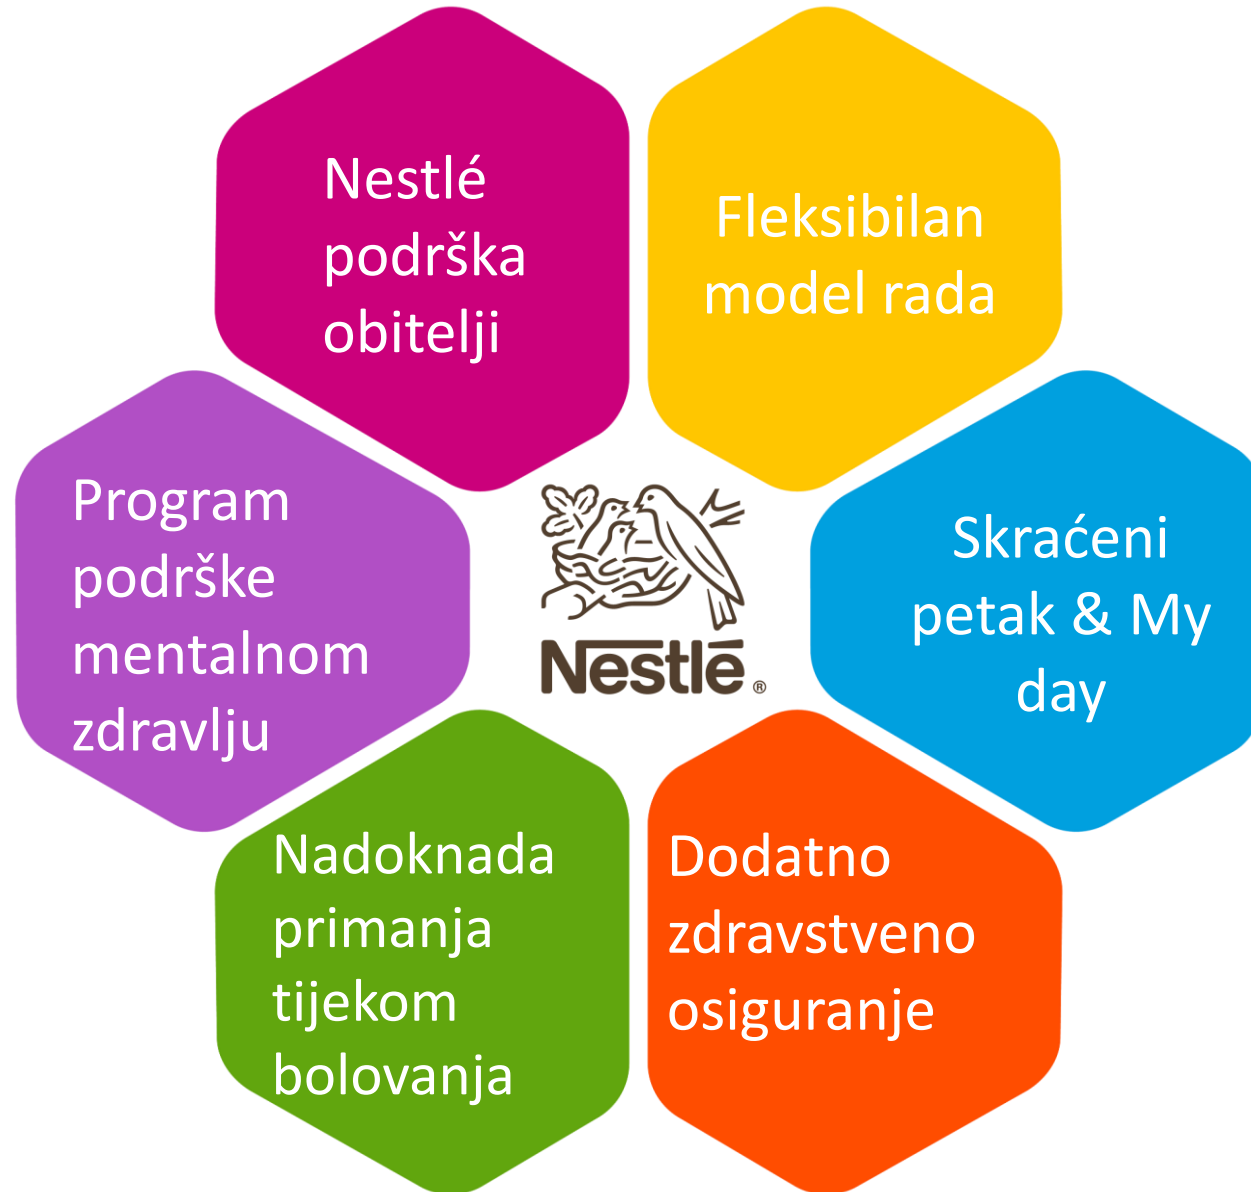 Nestlé
podrška
obitelji
Fleksibilan
model rada
Program
podrške
mentalnom
zdravlju
Nestlé®
Skraćeni
petak & My
day
Nadoknada
primanja
tijekom
bolovanja
Dodatno
zdravstveno
osiguranje